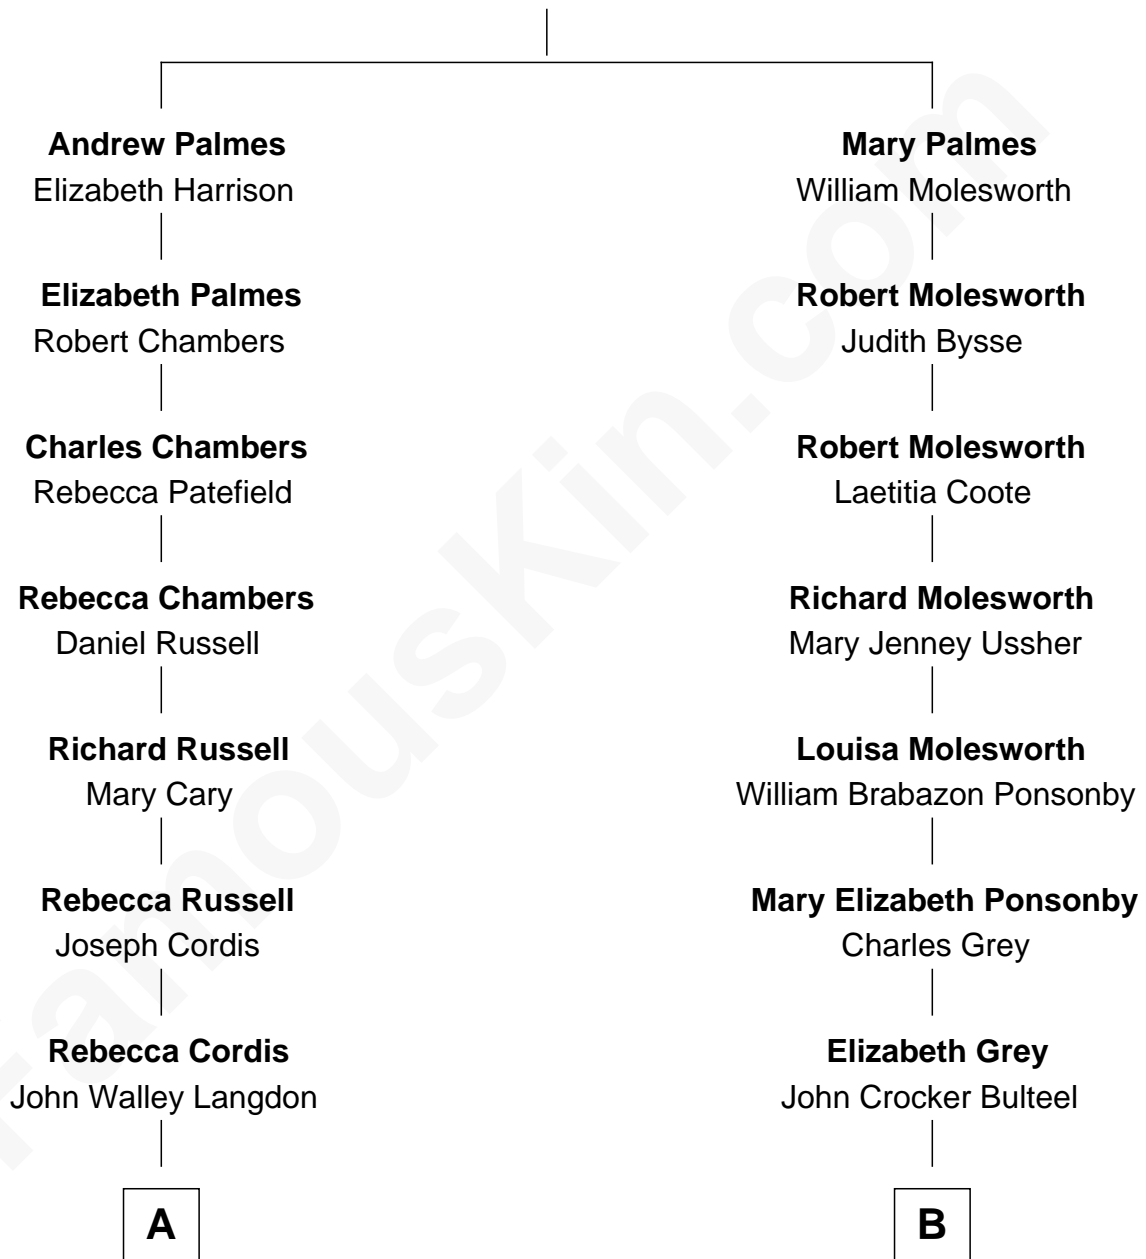 Andrew Palmes
Elizabeth Harrison
Elizabeth Palmes
Robert Chambers
Charles Chambers
Rebecca Patefield
Rebecca Chambers
Daniel Russell
Richard Russell
Mary Cary
Rebecca Russell
Joseph Cordis
Rebecca Cordis
John Walley Langdon
A
Mary Palmes
William Molesworth
Robert Molesworth
Judith Bysse
Robert Molesworth
Laetitia Coote
Richard Molesworth
Mary Jenney Ussher
Louisa Molesworth
William Brabazon Ponsonby
Mary Elizabeth Ponsonby
Charles Grey
Elizabeth Grey
John Crocker Bulteel
B
FamousKin.com